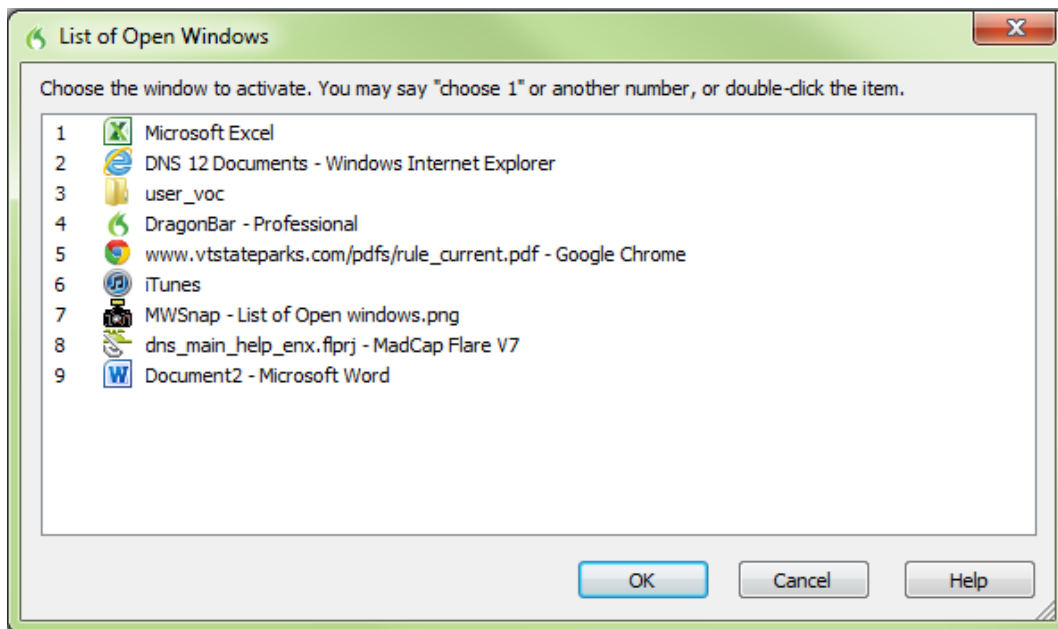 List of Open Windows
Choose the window to activate. You may say "choose 1" or another number, or double-click the item.
1 Microsoft Excel
2 DNS 12 Documents - Windows Internet Explorer
3 user_voc
4 DragonBar - Professional
5 www.vtstateparks.com/pdfs/rule_current.pdf - Google Chrome
6 iTunes
7 MWSnap - List of Open windows.png
8 dns_main_help_enx.flprj - MadCap Flare V7
9 Document2 - Microsoft Word
OK Cancel Help